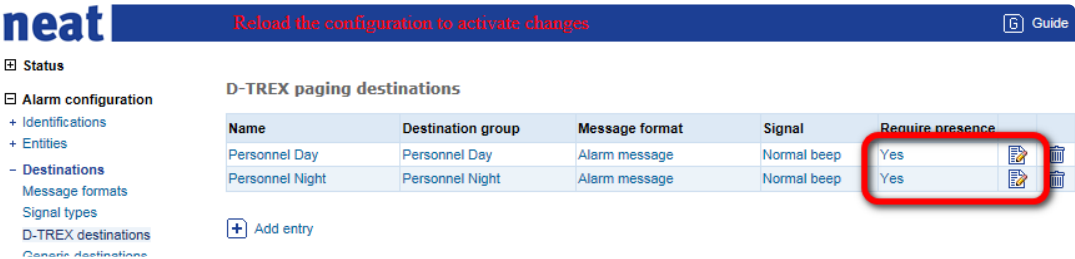 neat
Reload the configuration to activate changes
G Guide
Status
Alarm configuration
+ Identifications
+ Entities
− Destinations
Message formats
Signal types
D-TREX destinations
Generic destinations
D-TREX paging destinations
Name Destination group Message format Signal Require presence
Personnel Day Personnel Day Alarm message Normal beep Yes
Personnel Night Personnel Night Alarm message Normal beep Yes
Add entry